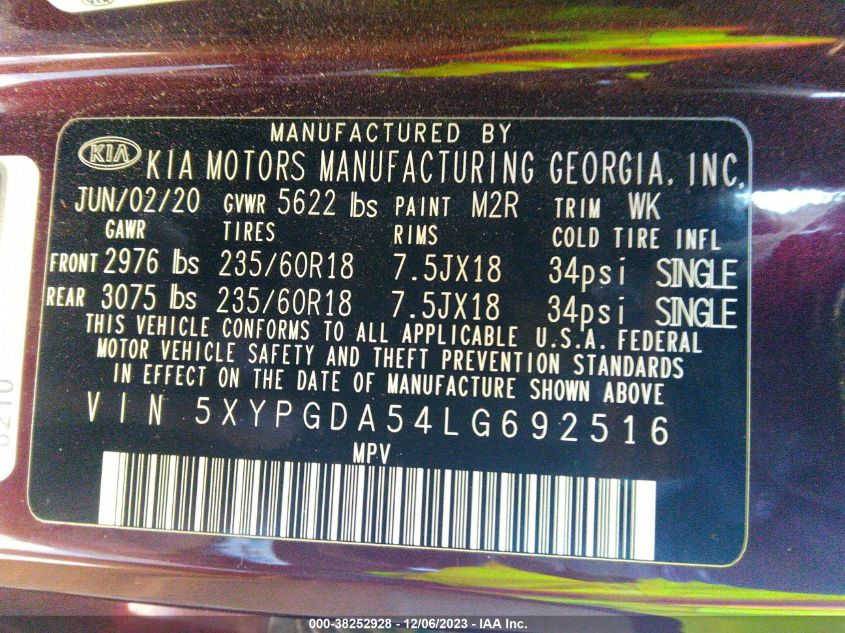 MANUFACTURED BY
KIA KIA MOTORS MANUFACTURING GEORGIA, INC.
JUN/02/20 GVWR 5622 lbs PAINT M2R TRIM WK
GAWR TIRES RIMS COLD TIRE INFL
FRONT 2976 lbs 235/60R18 7.5JX18 34psi SINGLE
REAR 3075 lbs 235/60R18 7.5JX18 34psi SINGLE
THIS VEHICLE CONFORMS TO ALL APPLICABLE U.S.A. FEDERAL
MOTOR VEHICLE SAFETY AND THEFT PREVENTION STANDARDS
IN EFFECT ON THE DATE OF MANUFACTURE SHOWN ABOVE
VIN 5XYPGDA54LG692516
MPV
000-38252928 - 12/06/2023 - IAA Inc.